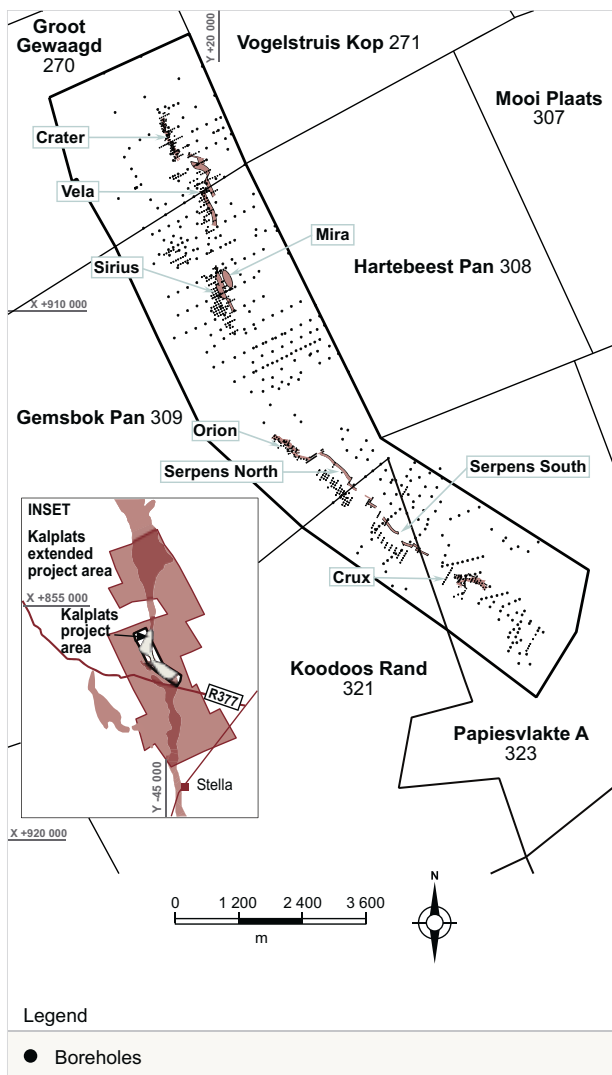 Groot
Gewaagd
270
Y +20 000
Vogelstruis Kop 271
Mooi Plaats
307
Crater
Vela
Mira
Sirius
Hartebeest Pan 308
X +910 000
Gemsbok Pan 309
Orion
Serpens North
Serpens South
INSET
Kalplats
extended
project area
Crux
X +855 000
Kalplats
project
area
Koodoos Rand
321
R377
Papiesvlakte A
323
Stella
Y -45 000
X +920 000
N
0 1 200 2 400 3 600
m
Legend
Boreholes